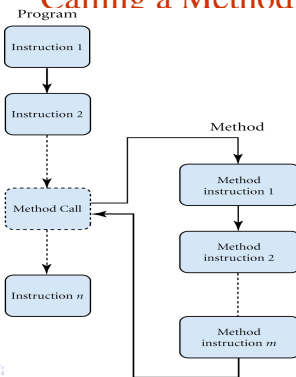 Calling a Method
Program
Instruction 1
Instruction 2
Method Call
Instruction n
Method
Method
instruction 1
Method
instruction 2
Method
instruction m